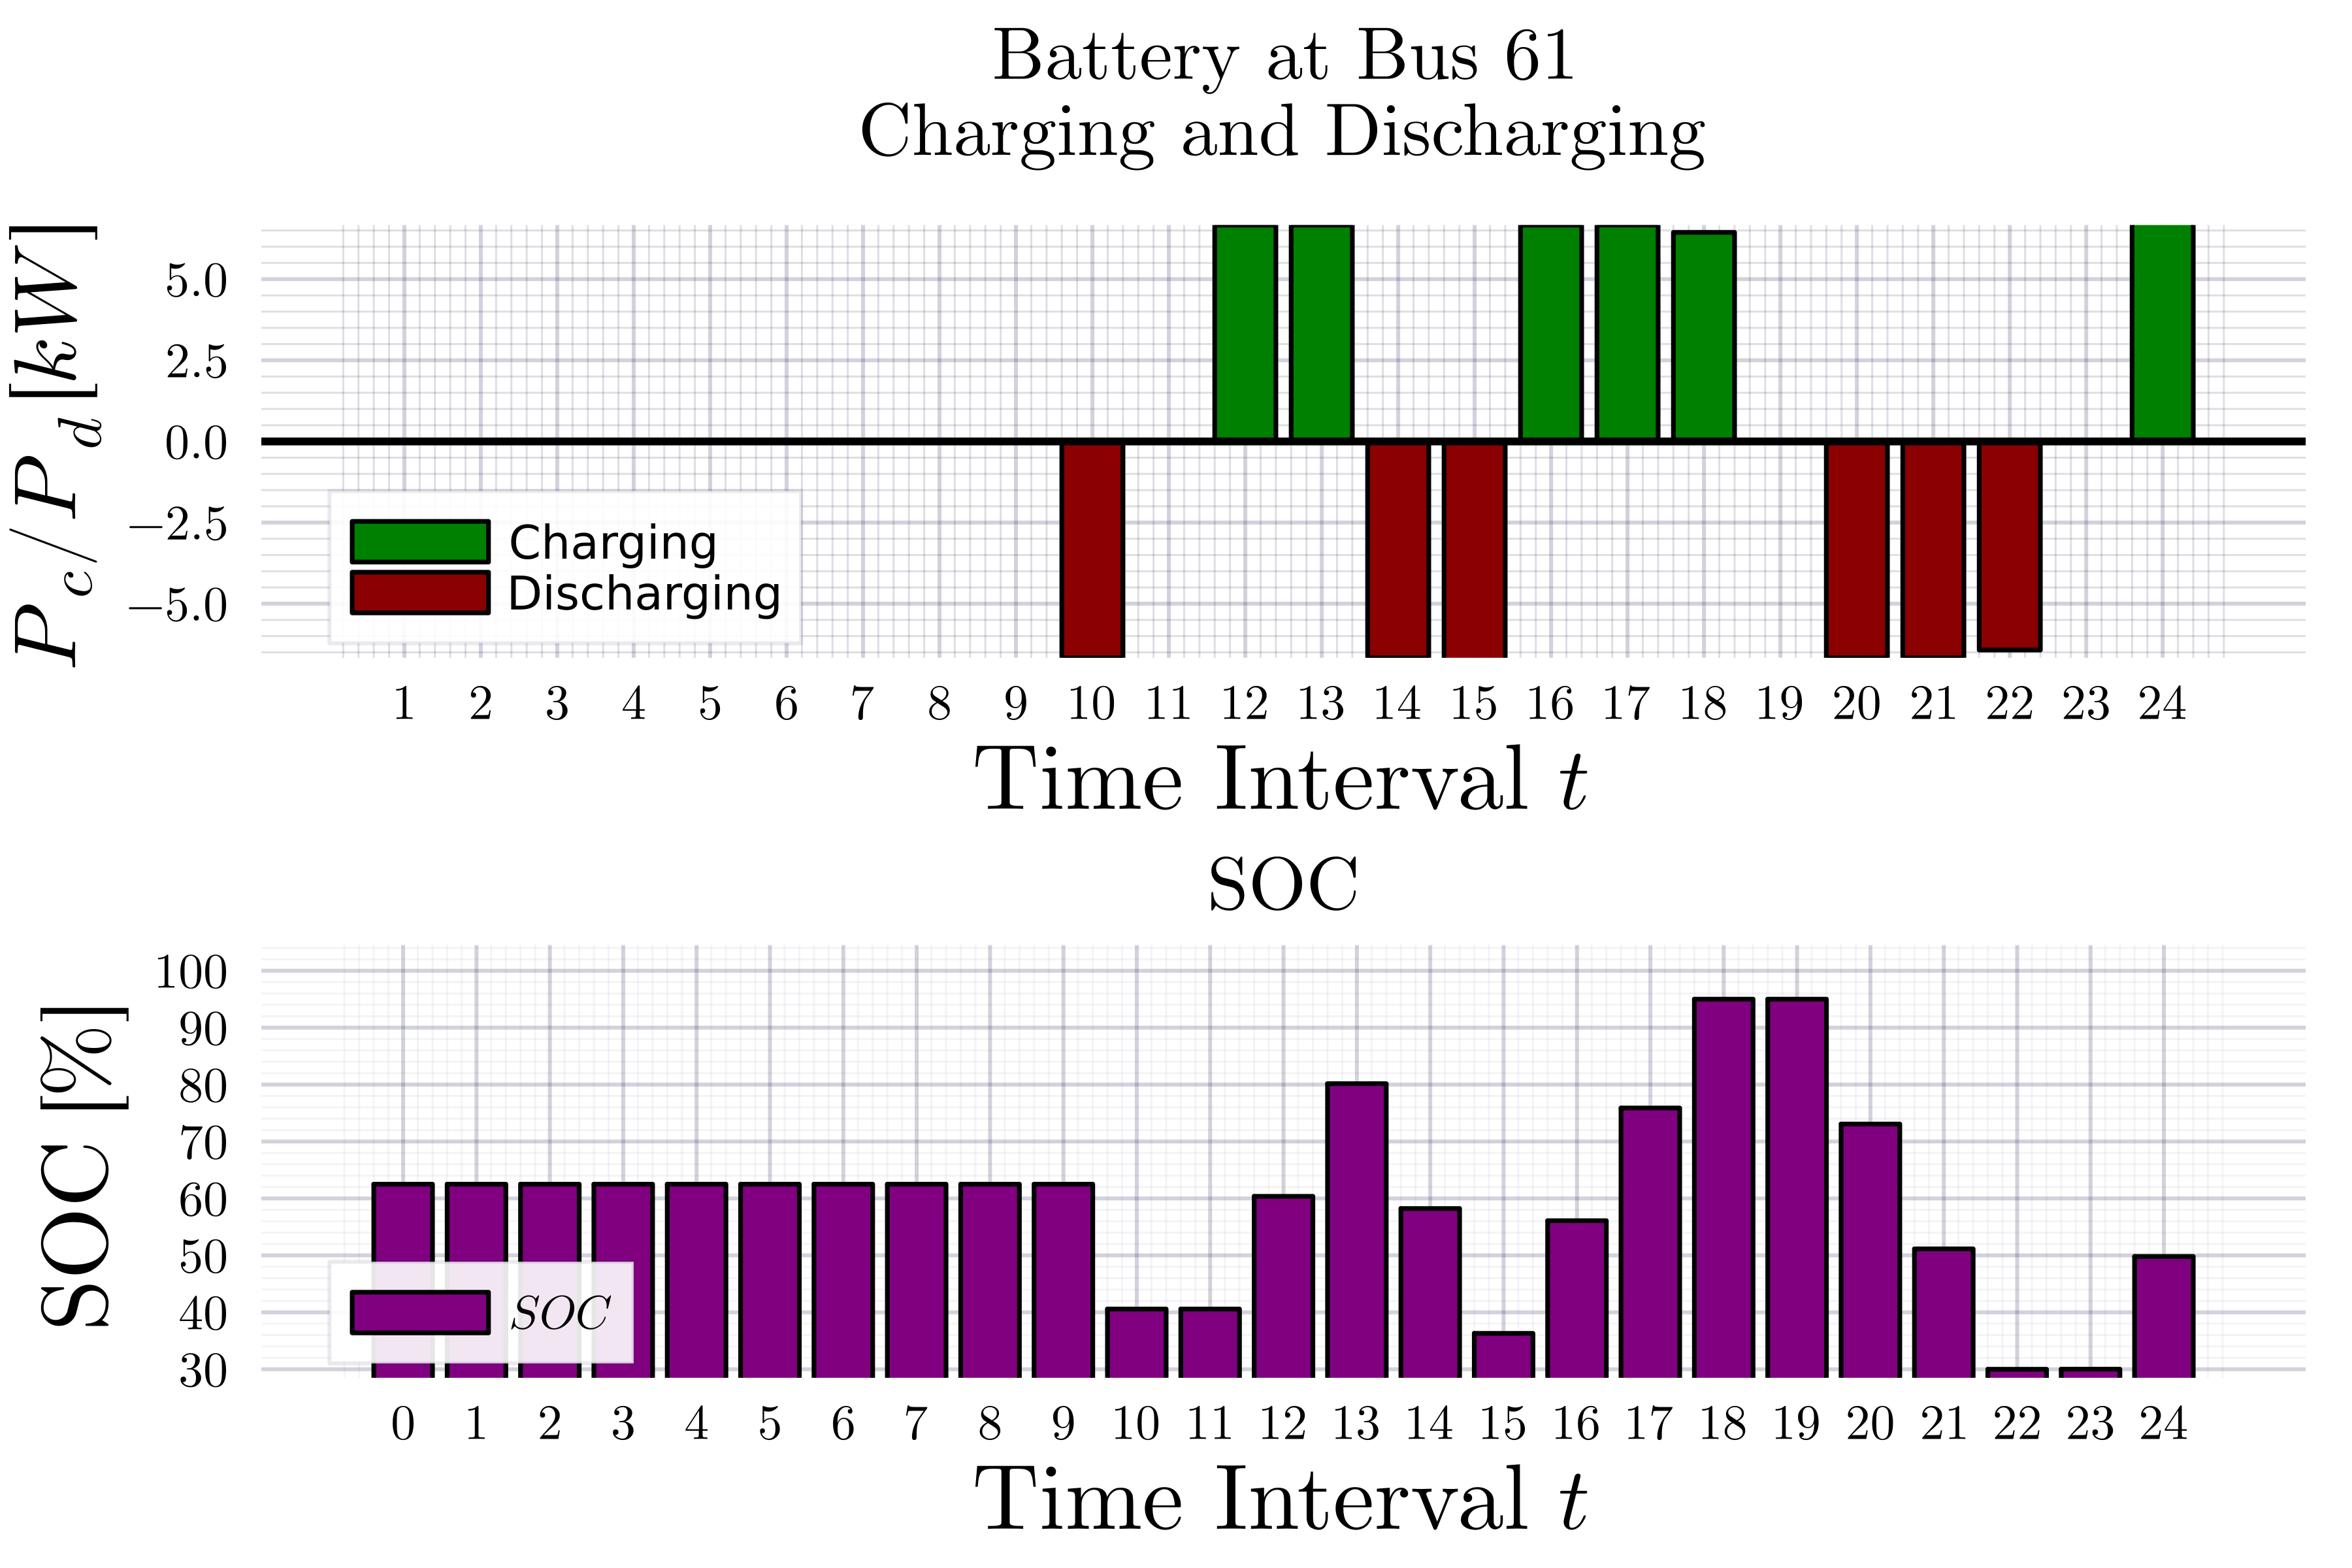 Battery at Bus 61
Charging and Discharging
P_c/P_d [kW]
5.0
2.5
0.0
−2.5
−5.0
Charging
Discharging
1 2 3 4 5 6 7 8 9 10 11 12 13 14 15 16 17 18 19 20 21 22 23 24
Time Interval t
SOC
SOC [%]
100
90
80
70
60
50
40
30
SOC
0 1 2 3 4 5 6 7 8 9 10 11 12 13 14 15 16 17 18 19 20 21 22 23 24
Time Interval t